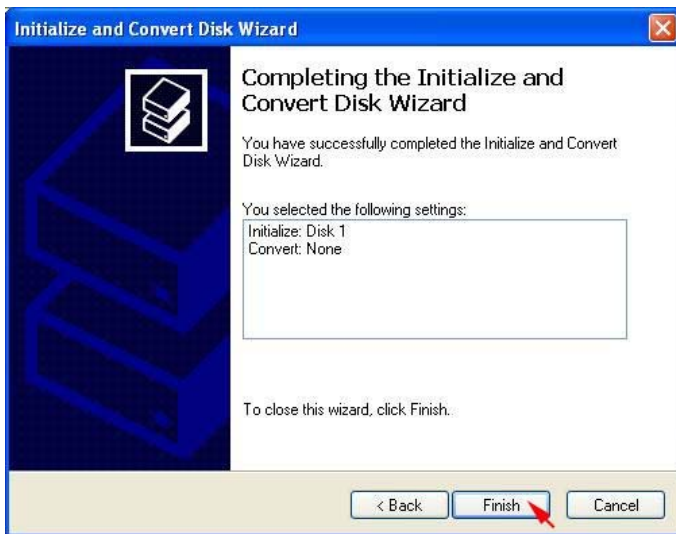 Initialize and Convert Disk Wizard
Completing the Initialize and
Convert Disk Wizard
You have successfully completed the Initialize and Convert
Disk Wizard.
You selected the following settings:
Initialize: Disk 1
Convert: None
To close this wizard, click Finish.
< Back Finish Cancel